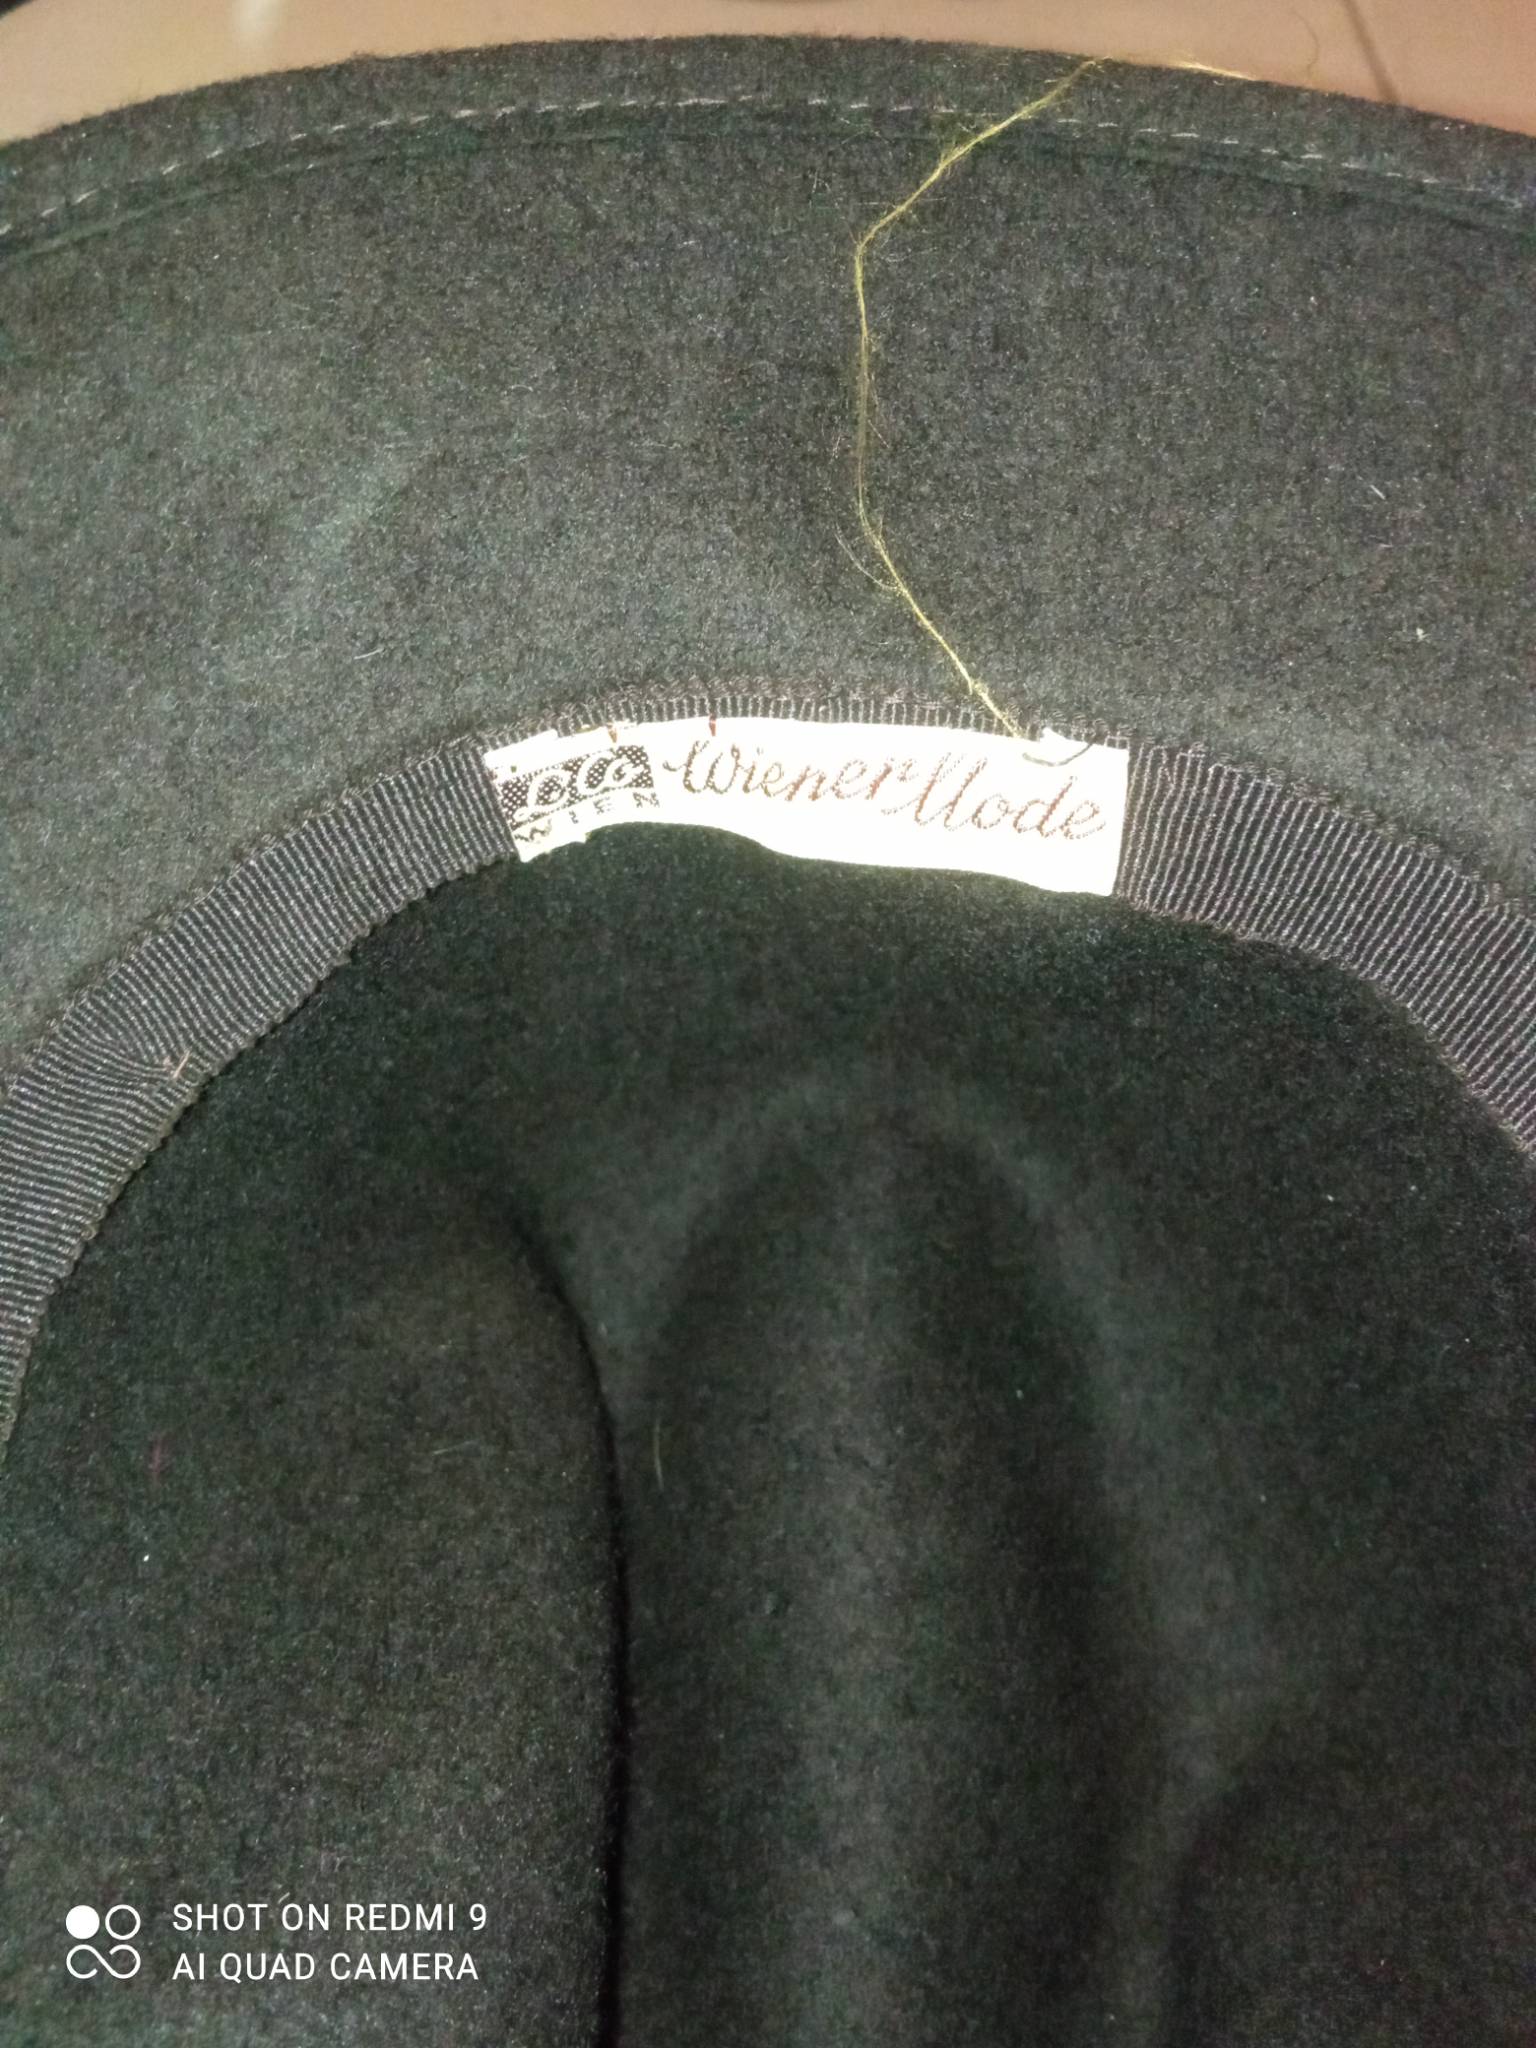 WIEN
Wiener Mode
SHOT ON REDMI 9
AI QUAD CAMERA